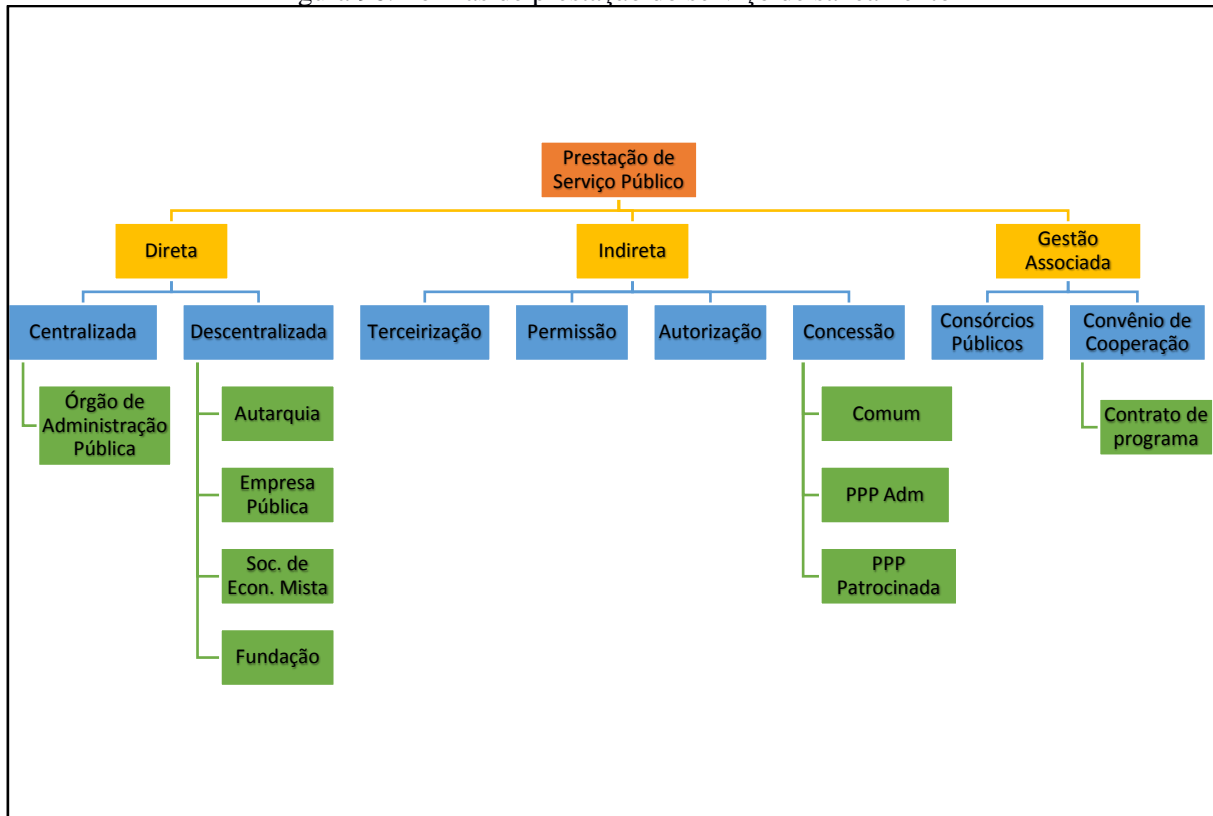 Prestação de
Serviço Público
Direta
Indireta
Gestão
Associada
Centralizada
Descentralizada
Terceirização
Permissão
Autorização
Concessão
Consórcios
Públicos
Convênio de
Cooperação
Órgão de
Administração
Pública
Autarquia
Empresa
Pública
Soc. de
Econ. Mista
Fundação
Comum
PPP Adm
PPP
Patrocinada
Contrato de
programa